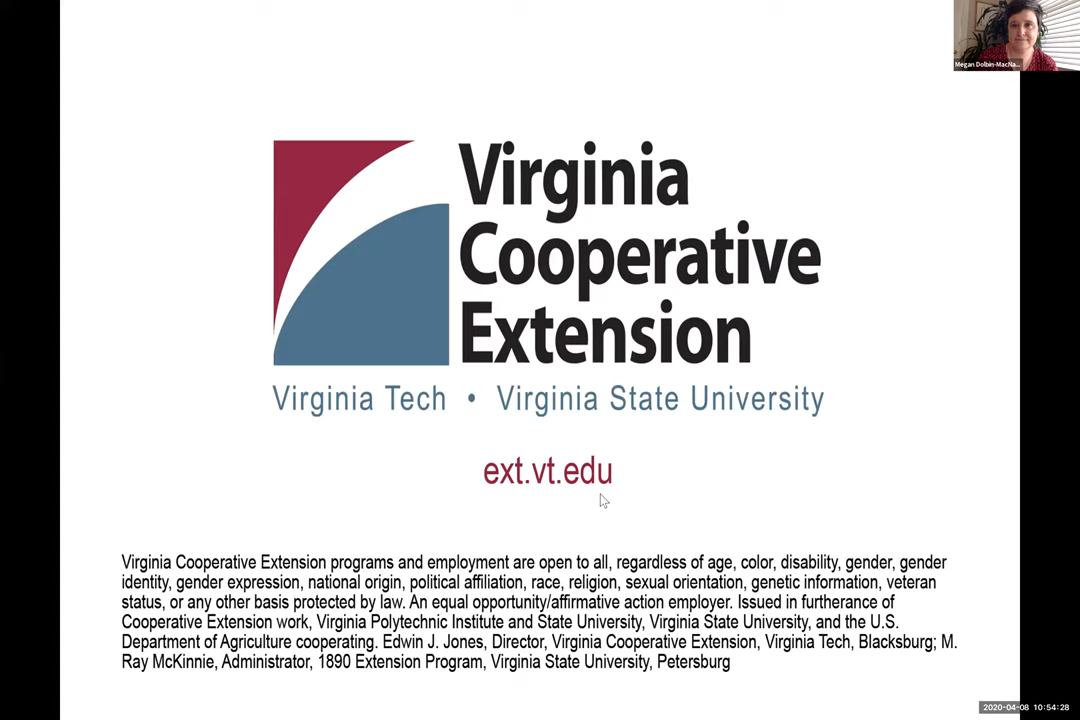 Megan Dolbin-MacNa...
Virginia
Cooperative
Extension
Virginia Tech • Virginia State University
ext.vt.edu
Virginia Cooperative Extension programs and employment are open to all, regardless of age, color, disability, gender, gender
identity, gender expression, national origin, political affiliation, race, religion, sexual orientation, genetic information, veteran
status, or any other basis protected by law. An equal opportunity/affirmative action employer. Issued in furtherance of
Cooperative Extension work, Virginia Polytechnic Institute and State University, Virginia State University, and the U.S.
Department of Agriculture cooperating. Edwin J. Jones, Director, Virginia Cooperative Extension, Virginia Tech, Blacksburg; M.
Ray McKinnie, Administrator, 1890 Extension Program, Virginia State University, Petersburg
2020-04-08 10:54:28